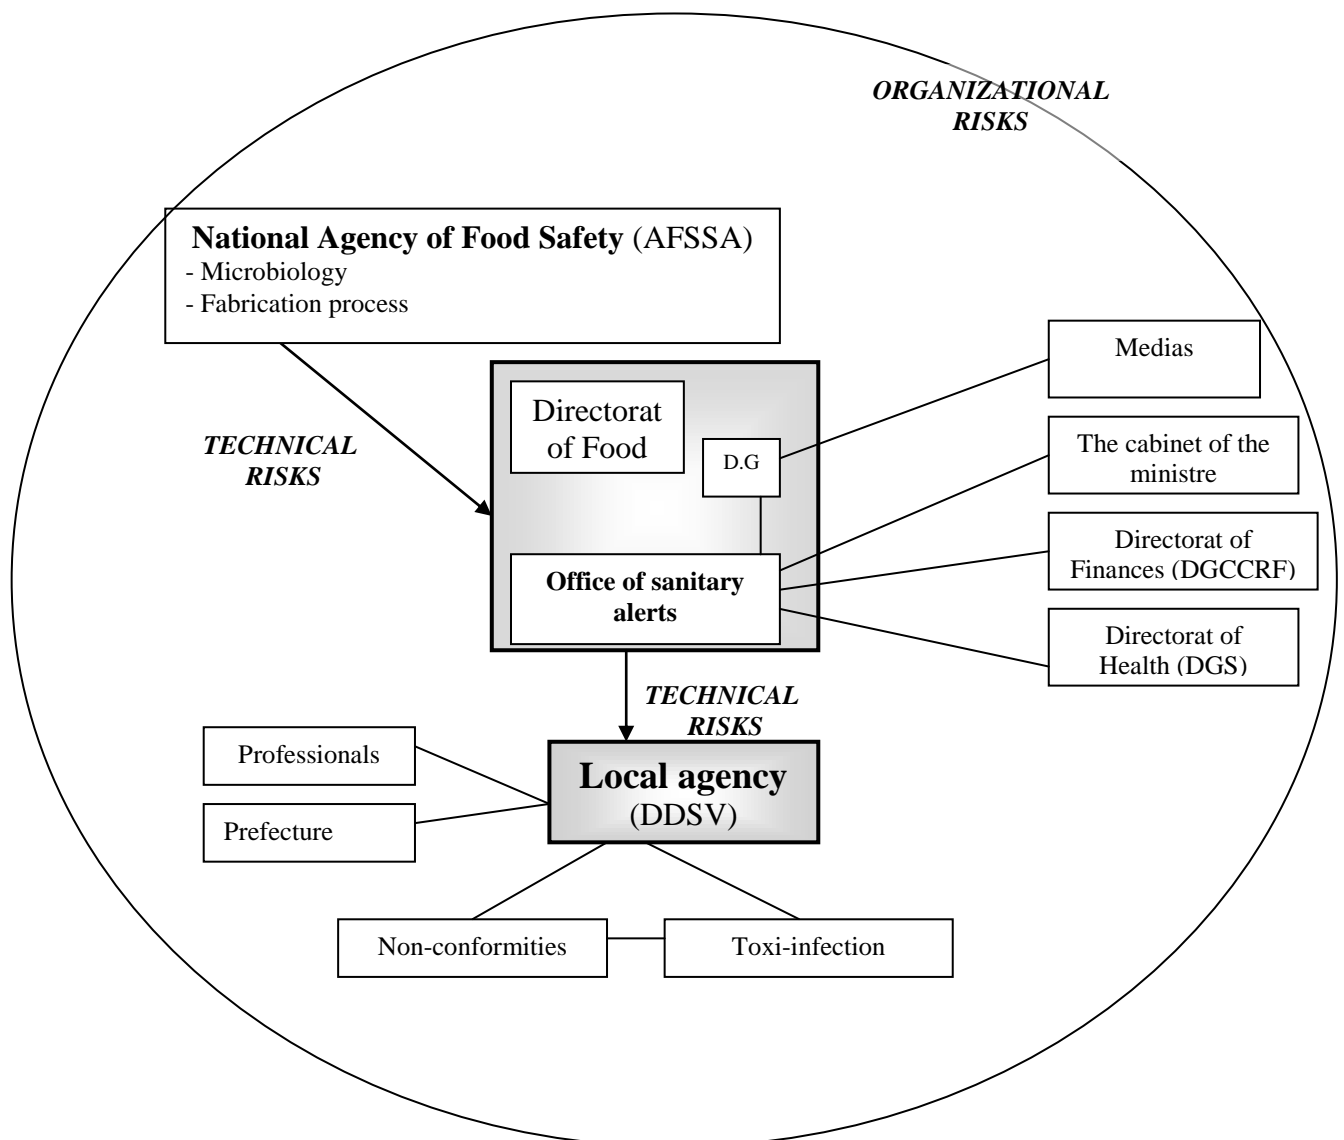 ORGANIZATIONAL
RISKS
National Agency of Food Safety (AFSSA)
- Microbiology
- Fabrication process
TECHNICAL
RISKS
Directorat
of Food
D.G
Office of sanitary
alerts
Medias
The cabinet of the
ministre
Directorat of
Finances (DGCCRF)
Directorat of
Health (DGS)
TECHNICAL
RISKS
Professionals
Prefecture
Local agency
(DDSV)
Non-conformities
Toxi-infection